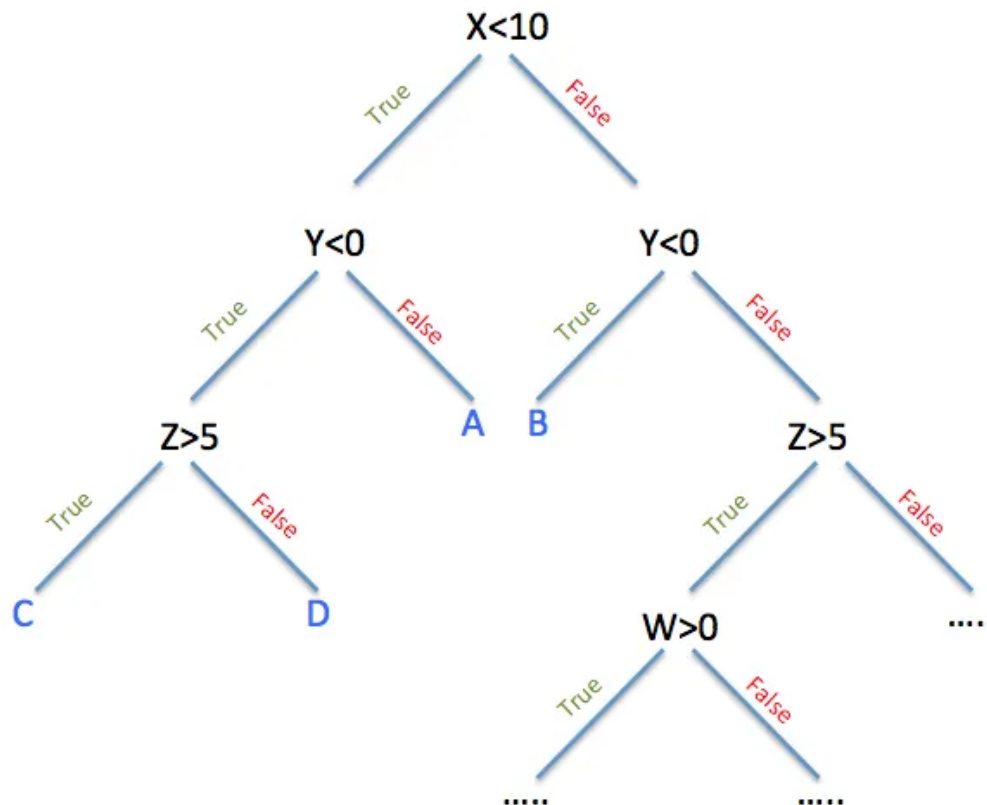 X<10
True
False
Y<0
Y<0
True
False
True
False
A
B
Z>5
Z>5
True
False
True
False
C
D
W>0
....
True
False
.....
.....